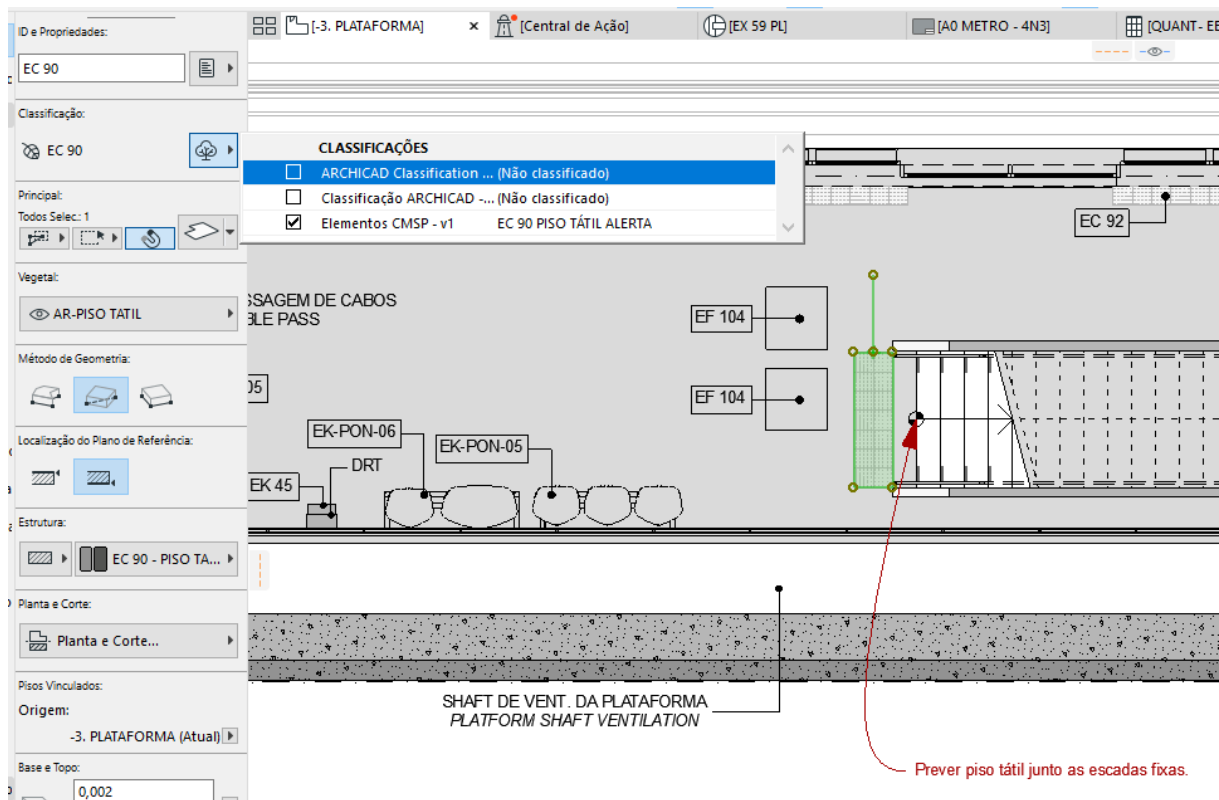 ID e Propriedades:
EC 90
Classificação:
EC 90
Principal:
Todos Selec.: 1
Vegetal:
AR-PISO TATIL
Método de Geometria:
Localização do Plano de Referência:
Estrutura:
EC 90 - PISO TA...
Planta e Corte:
Planta e Corte...
Pisos Vinculados:
Origem:
-3. PLATAFORMA (Atual)
Base e Topo:
0,002
[-3. PLATAFORMA]
[Central de Ação]
[EX 59 PL]
[A0 METRO - 4N3]
[QUANT- EE
CLASSIFICAÇÕES
ARCHICAD Classification ... (Não classificado)
Classificação ARCHICAD -... (Não classificado)
Elementos CMSP - v1 EC 90 PISO TÁTIL ALERTA
EC 92
SSAGEM DE CABOS
BLE PASS
EF 104
EF 104
05
EK-PON-06
EK-PON-05
DRT
EK 45
SHAFT DE VENT. DA PLATAFORMA
PLATFORM SHAFT VENTILATION
Prever piso tátil junto as escadas fixas.